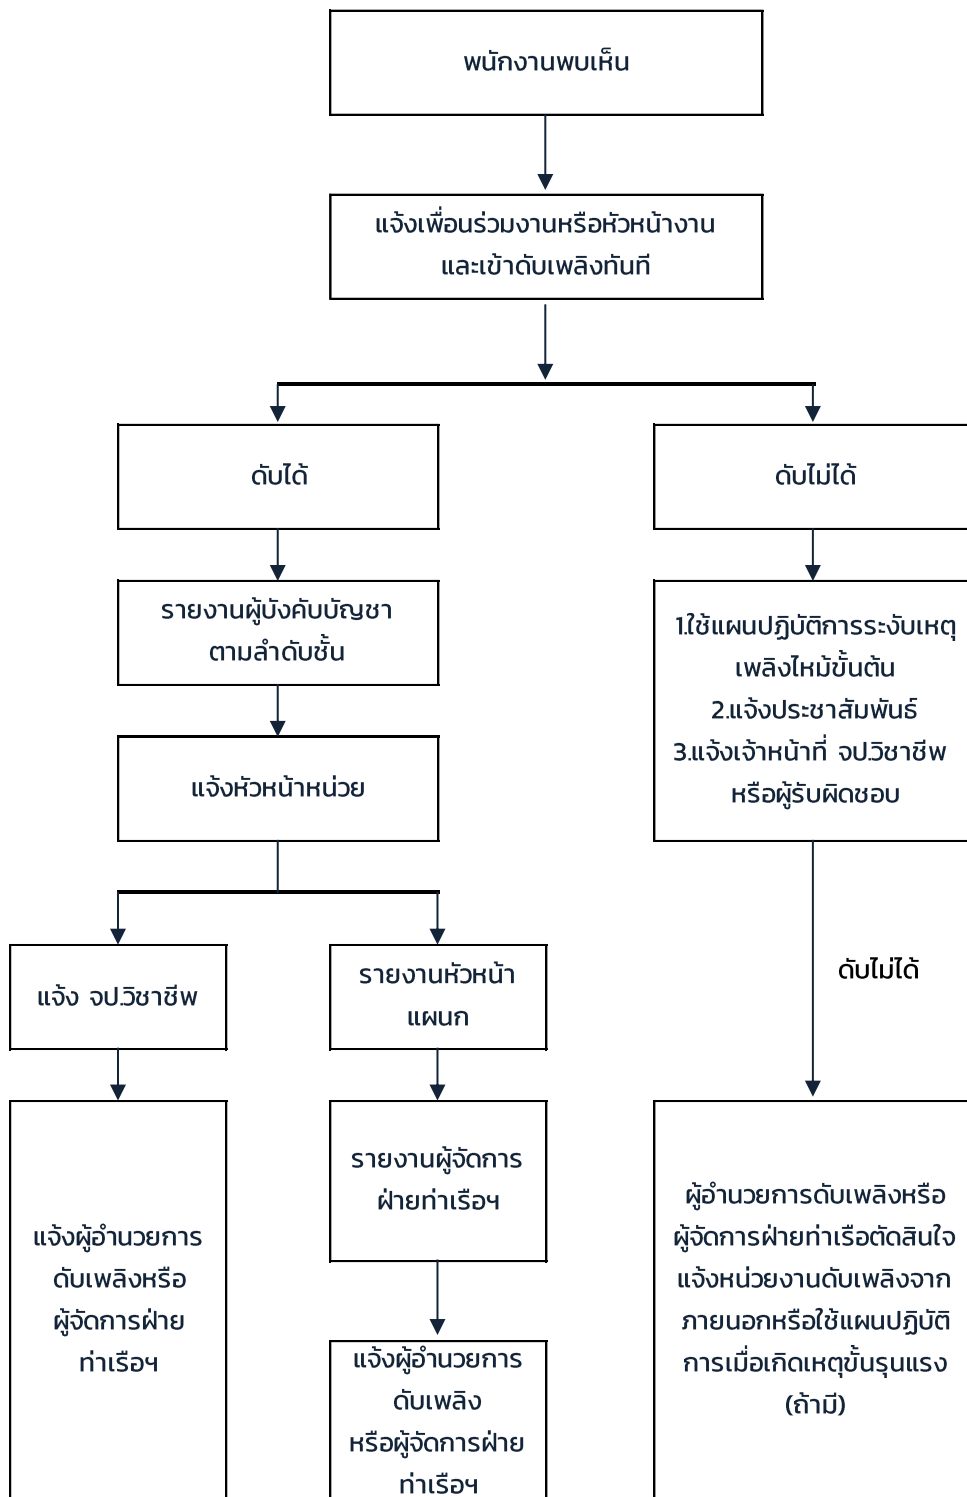 พนักงานพบเห็น
แจ้งเพื่อนร่วมงานหรือหัวหน้างาน
และเข้าดับเพลิงทันที
ดับได้
ดับไม่ได้
รายงานผู้บังคับบัญชา
ตามลำดับชั้น
แจ้งหัวหน้าหน่วย
1.ใช้แผนปฏิบัติการระงับเหตุ
เพลิงไหม้ขั้นต้น
2.แจ้งประชาสัมพันธ์
3.แจ้งเจ้าหน้าที่ จป.วิชาชีพ
หรือผู้รับผิดชอบ
แจ้ง จป.วิชาชีพ
รายงานหัวหน้า
แผนก
ดับไม่ได้
แจ้งผู้อำนวยการ
ดับเพลิงหรือ
ผู้จัดการฝ่าย
ท่าเรือฯ
รายงานผู้จัดการ
ฝ่ายท่าเรือฯ
แจ้งผู้อำนวยการ
ดับเพลิง
หรือผู้จัดการฝ่าย
ท่าเรือฯ
ผู้อำนวยการดับเพลิงหรือ
ผู้จัดการฝ่ายท่าเรือตัดสินใจ
แจ้งหน่วยงานดับเพลิงจาก
ภายนอกหรือใช้แผนปฏิบัติ
การเมื่อเกิดเหตุขั้นรุนแรง
(ถ้ามี)